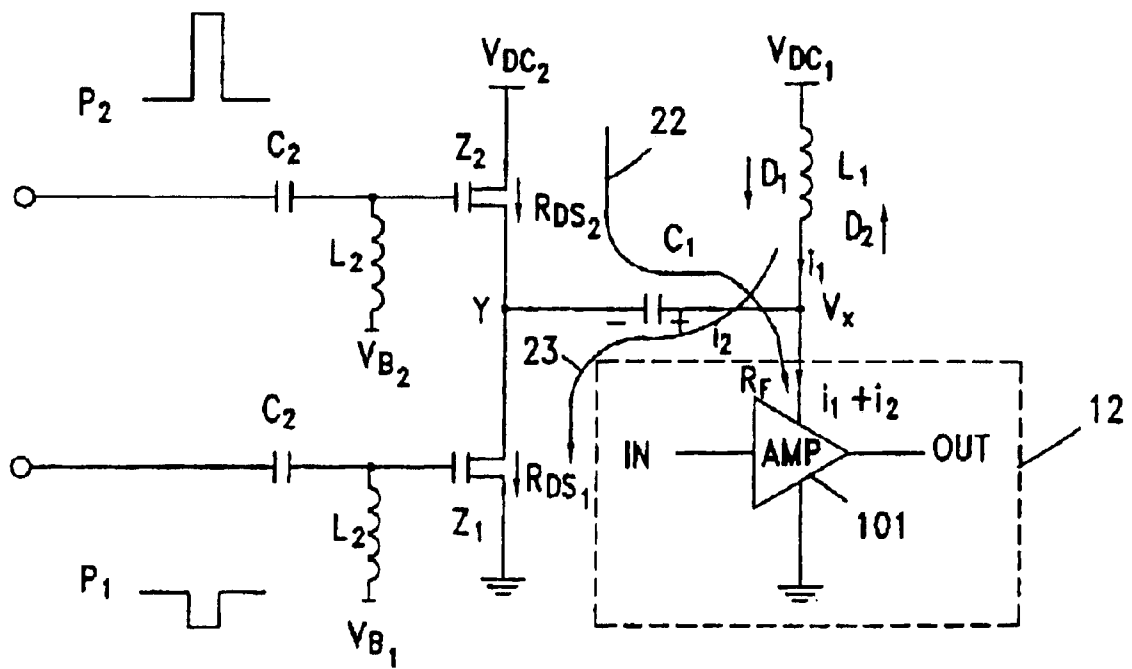 P₂
C₂
VDC₂
Z₂
RDS₂
L₂
VB₂
22
VDC₁
D₁
L₁
D₂
C₁
i₁
Y
−
+
i₂
Vₓ
23
C₂
L₂
VB₁
Z₁
RDS₁
P₁
RF
i₁ + i₂
IN
AMP
OUT
101
12